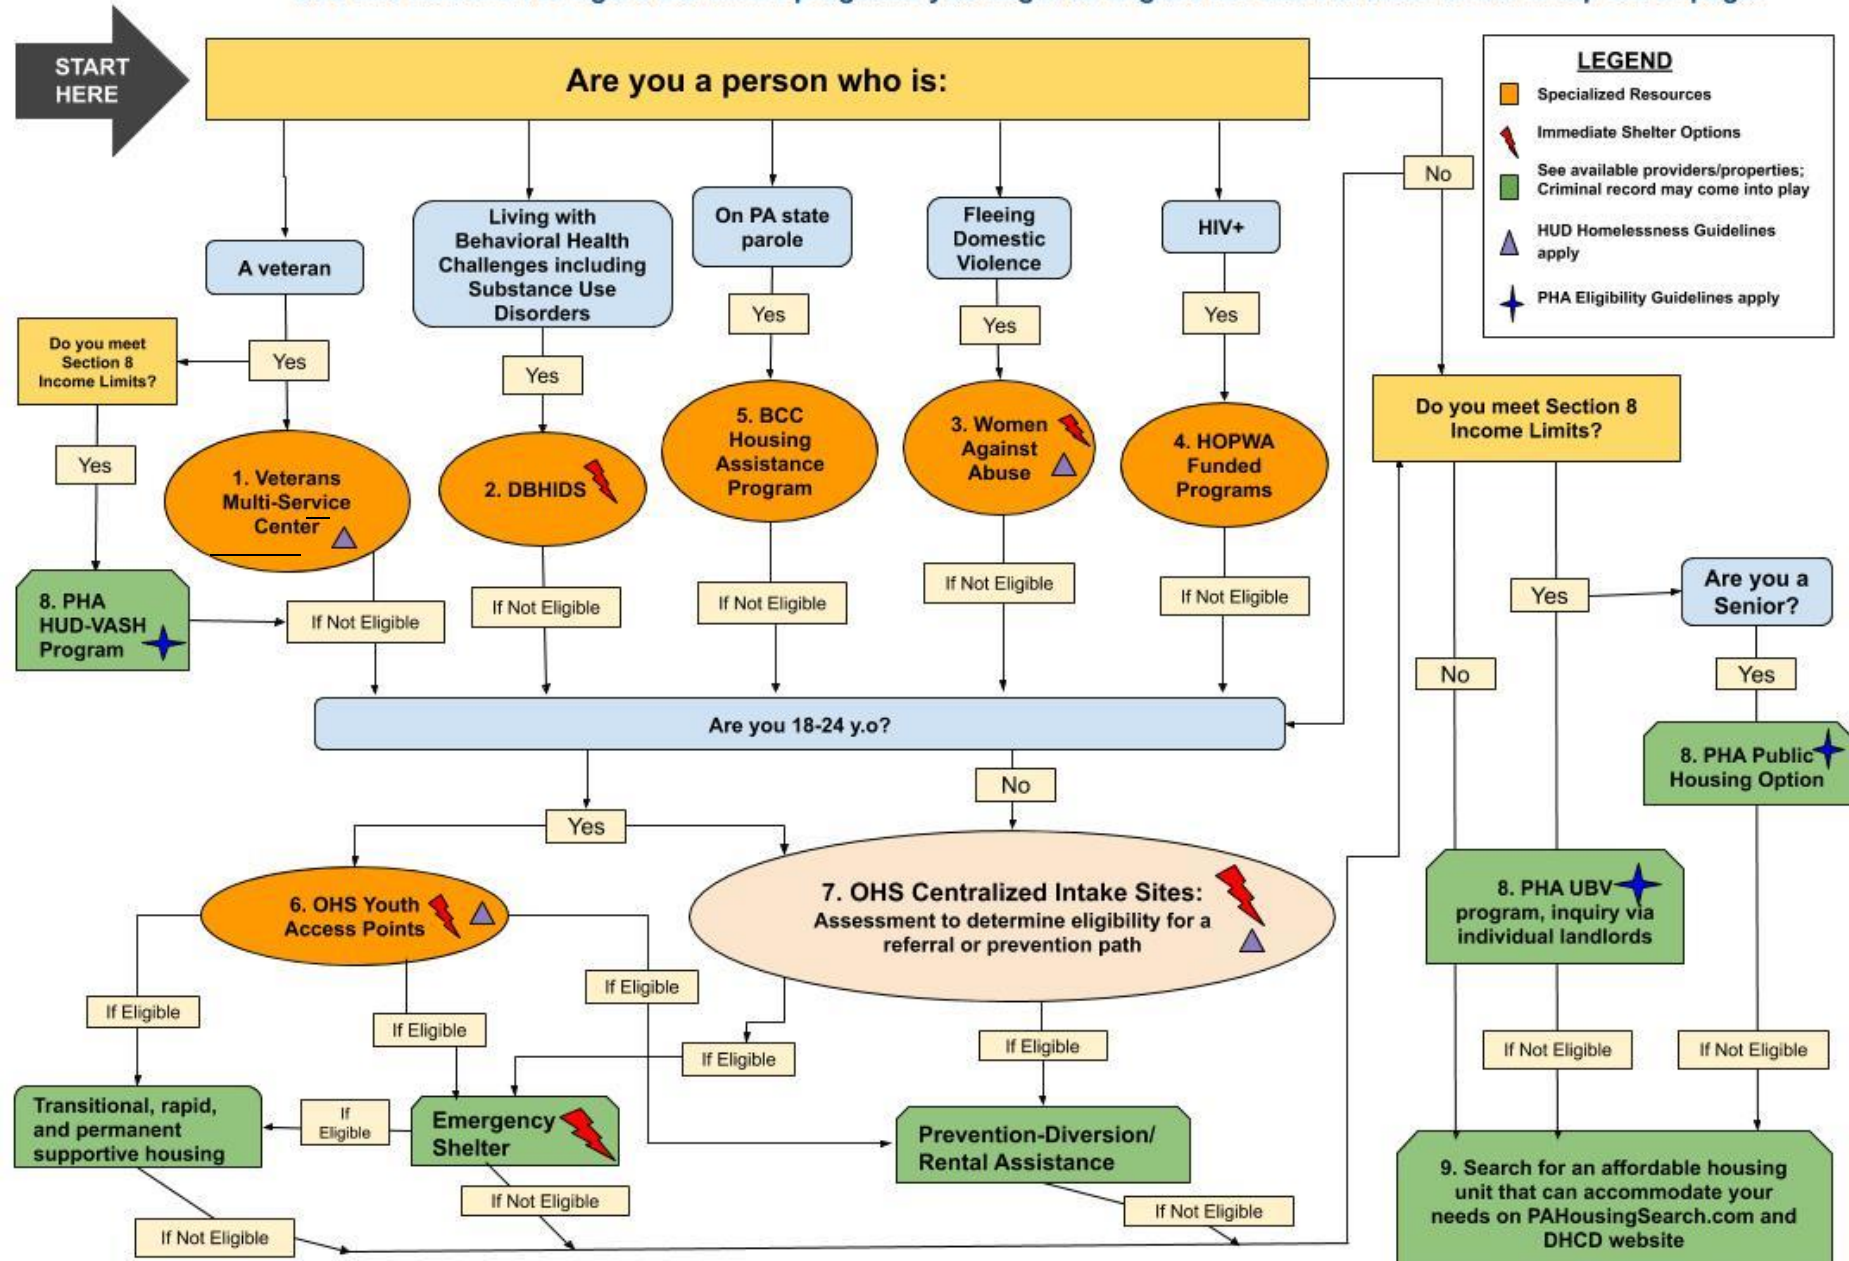 START
HERE
Are you a person who is:
LEGEND
Specialized Resources
Immediate Shelter Options
See available providers/properties;
Criminal record may come into play
HUD Homelessness Guidelines
apply
PHA Eligibility Guidelines apply
No
A veteran
Living with
Behavioral Health
Challenges including
Substance Use
Disorders
On PA state
parole
Fleeing
Domestic
Violence
HIV+
Do you meet
Section 8
Income Limits?
Yes
Yes
Yes
Yes
Yes
Yes
1. Veterans
Multi-Service
Center
2. DBHIDS
5. BCC
Housing
Assistance
Program
3. Women
Against
Abuse
4. HOPWA
Funded
Programs
Do you meet Section 8
Income Limits?
8. PHA
HUD-VASH
Program
If Not Eligible
If Not Eligible
If Not Eligible
If Not Eligible
If Not Eligible
Yes
Are you a
Senior?
No
Yes
Are you 18-24 y.o?
8. PHA Public
Housing Option
Yes
No
6. OHS Youth
Access Points
7. OHS Centralized Intake Sites:
Assessment to determine eligibility for a
referral or prevention path
8. PHA UBV
program, inquiry via
individual landlords
If Eligible
If Eligible
If Eligible
If Eligible
If Eligible
If Not Eligible
If Not Eligible
Transitional, rapid,
and permanent
supportive housing
If
Eligible
Emergency
Shelter
Prevention-Diversion/
Rental Assistance
9. Search for an affordable housing
unit that can accommodate your
needs on PAHousingSearch.com and
DHCD website
If Not Eligible
If Not Eligible
If Not Eligible